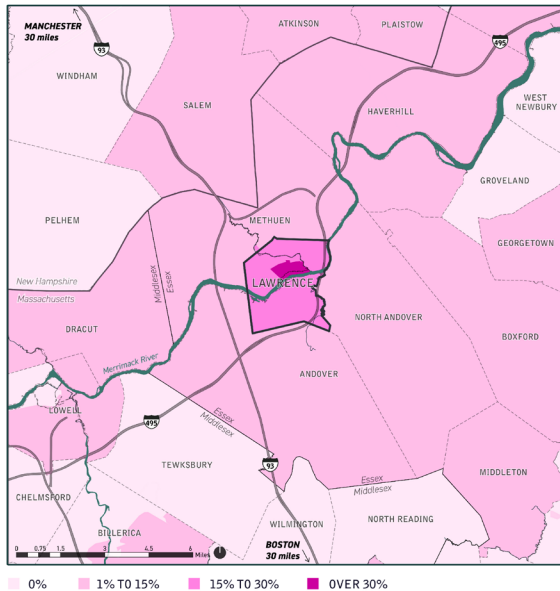 MANCHESTER
30 miles
93
ATKINSON
PLAISTOW
495
WINDHAM
SALEM
HAVERHILL
WEST
NEWBURY
GROVELAND
PELHEM
METHUEN
GEORGETOWN
New Hampshire
Massachusetts
Middlesex
Essex
LAWRENCE
NORTH ANDOVER
DRACUT
BOXFORD
Merrimack River
ANDOVER
LOWELL
495
Essex
Middlesex
TEWKSBURY
93
Essex
Middlesex
MIDDLETON
CHELMSFORD
WILMINGTON
NORTH READING
BILLERICA
BOSTON
30 miles
0 0.75 1.5 3 4.5 6
Miles
0% 1% TO 15% 15% TO 30% OVER 30%